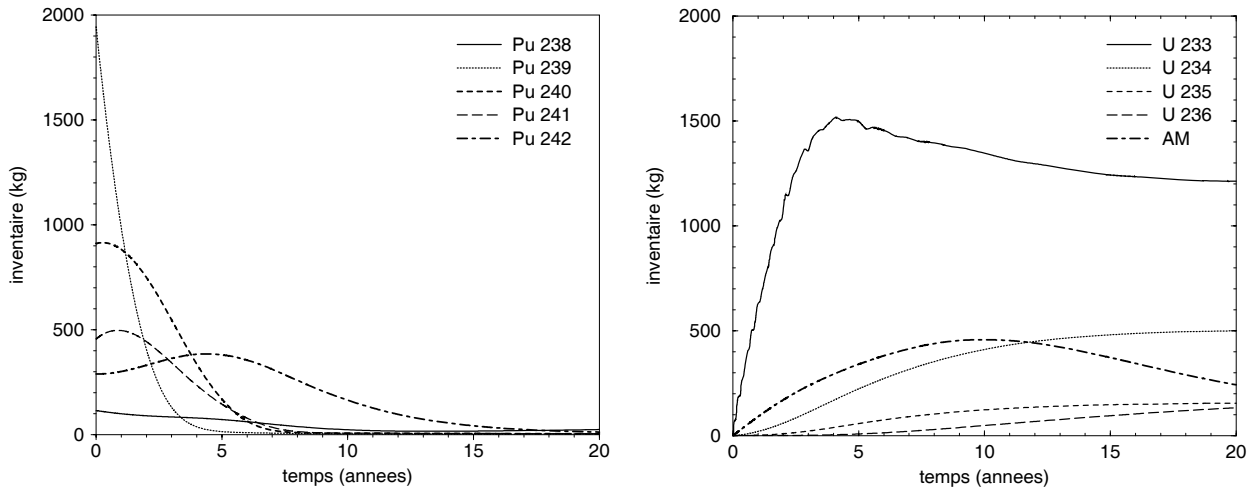 2000
1500
1000
500
0
inventaire (kg)
0
5
10
15
20
temps (annees)
Pu 238
Pu 239
Pu 240
Pu 241
Pu 242
2000
1500
1000
500
0
inventaire (kg)
0
5
10
15
20
temps (annees)
U 233
U 234
U 235
U 236
AM